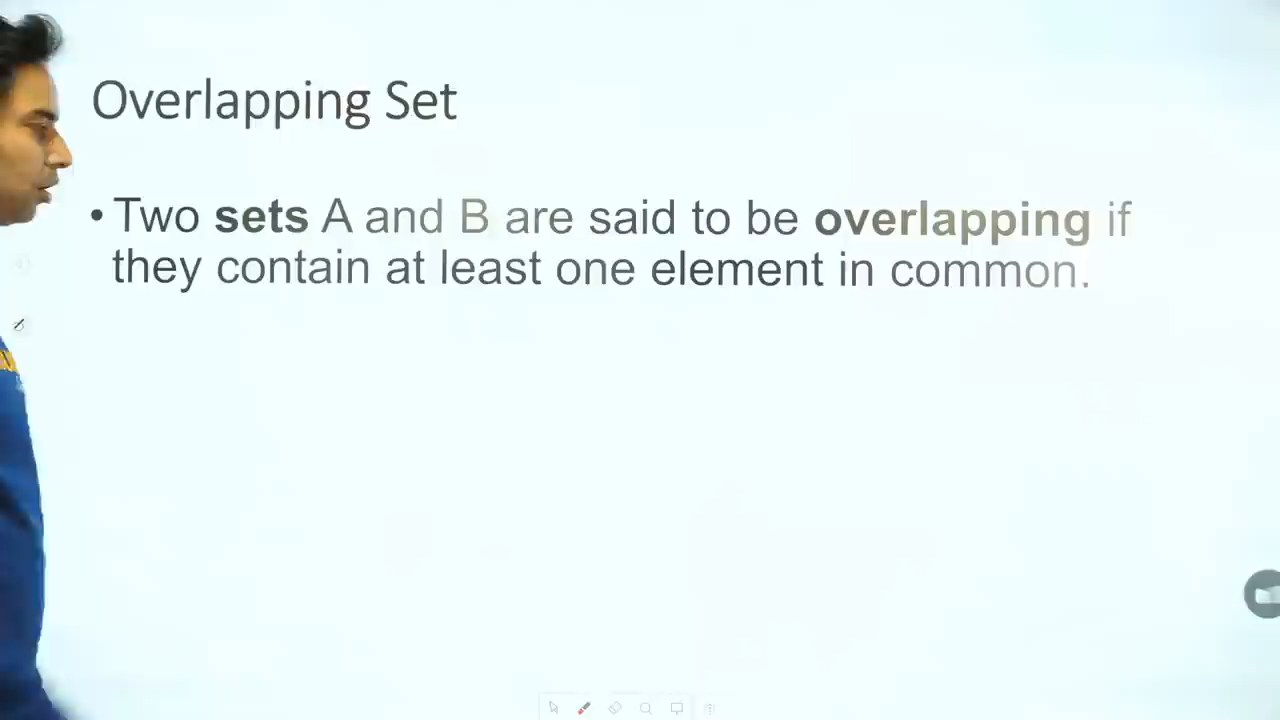 Overlapping Set
• Two sets A and B are said to be overlapping if
they contain at least one element in common.